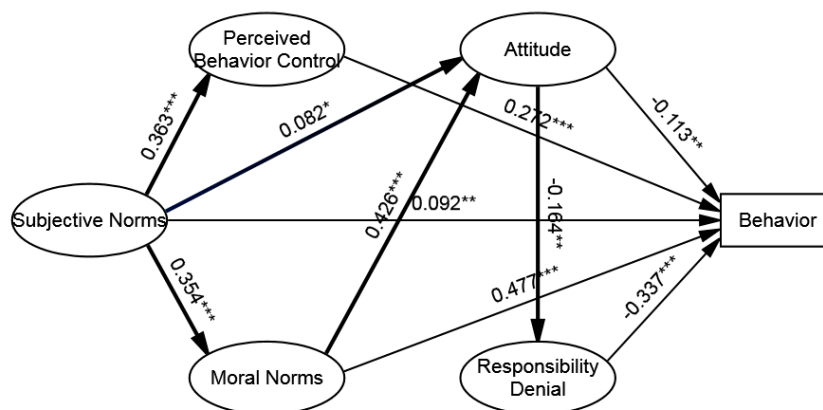 Perceived
Behavior Control
Attitude
0.363***
0.082*
0.272***
-0.113**
Subjective Norms
0.426***
0.092**
-0.164**
Behavior
0.354***
0.477***
-0.337***
Moral Norms
Responsibility
Denial